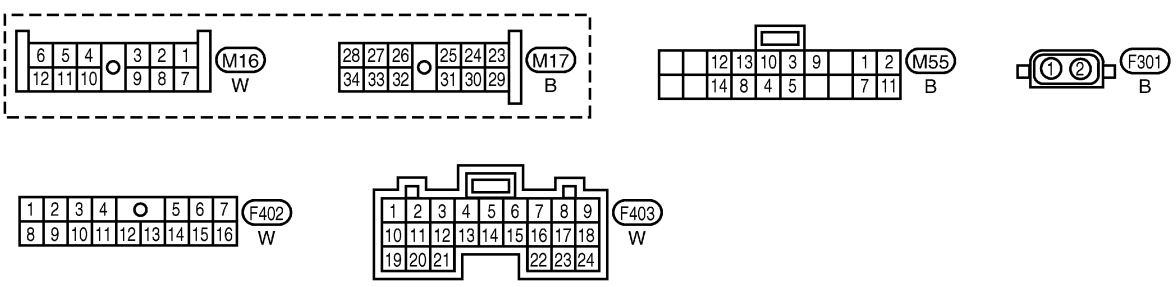 6 5 4 3 2 1
12 11 10 9 8 7
M16
W
28 27 26 25 24 23
34 33 32 31 30 29
M17
B
12 13 10 3 9 1 2
14 8 4 5 7 11
M55
B
1 2
F301
B
1 2 3 4 5 6 7
8 9 10 11 12 13 14 15 16
F402
W
1 2 3 4 5 6 7 8 9
10 11 12 13 14 15 16 17 18
19 20 21 22 23 24
F403
W